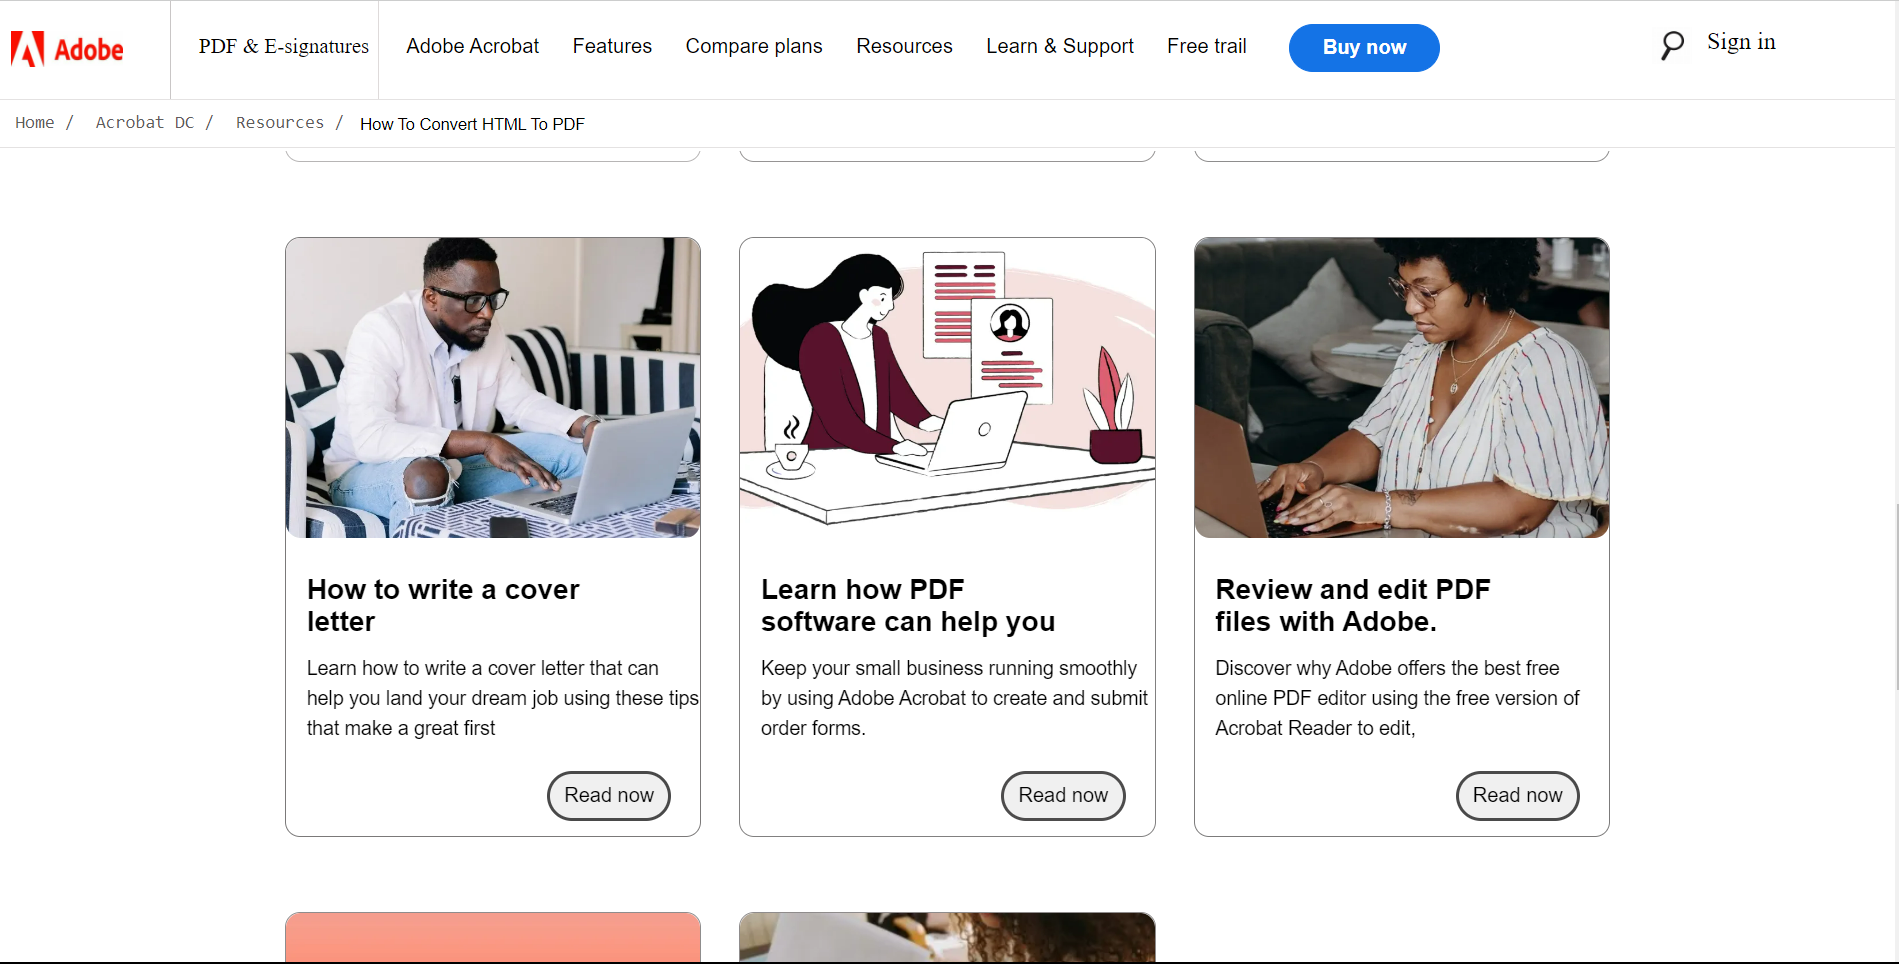 Adobe
PDF & E-signatures
Adobe Acrobat
Features
Compare plans
Resources
Learn & Support
Free trail
Buy now
Sign in
Home / Acrobat DC / Resources / How To Convert HTML To PDF
How to write a cover
letter
Learn how to write a cover letter that can
help you land your dream job using these tips
that make a great first
Read now
Learn how PDF
software can help you
Keep your small business running smoothly
by using Adobe Acrobat to create and submit
order forms.
Read now
Review and edit PDF
files with Adobe.
Discover why Adobe offers the best free
online PDF editor using the free version of
Acrobat Reader to edit,
Read now